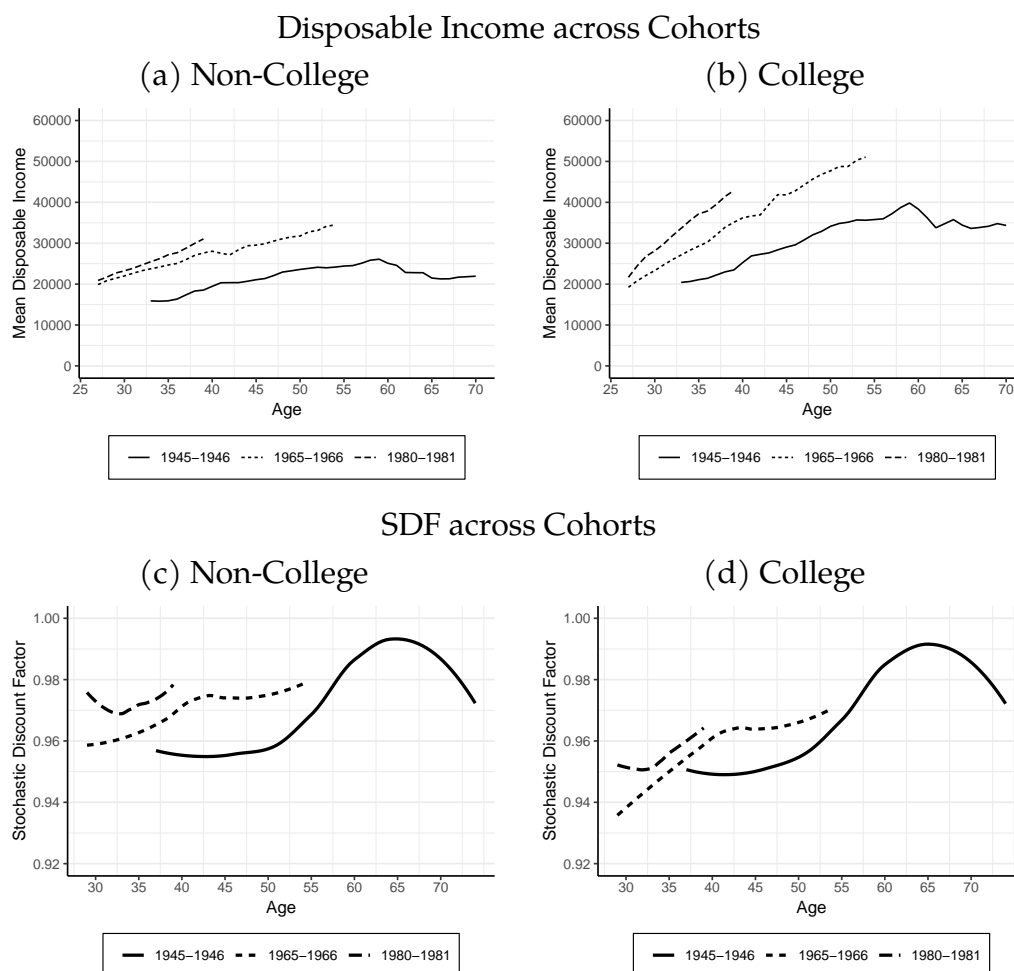 Disposable Income across Cohorts
(a) Non-College
(b) College
Mean Disposable Income
60000
50000
40000
30000
20000
10000
0
25 30 35 40 45 50 55 60 65 70
Age
1945−1946 1965−1966 1980−1981
Mean Disposable Income
60000
50000
40000
30000
20000
10000
0
25 30 35 40 45 50 55 60 65 70
Age
1945−1946 1965−1966 1980−1981
SDF across Cohorts
(c) Non-College
(d) College
Stochastic Discount Factor
1.00
0.98
0.96
0.94
0.92
30 35 40 45 50 55 60 65 70
Age
1945−1946 1965−1966 1980−1981
Stochastic Discount Factor
1.00
0.98
0.96
0.94
0.92
30 35 40 45 50 55 60 65 70
Age
1945−1946 1965−1966 1980−1981